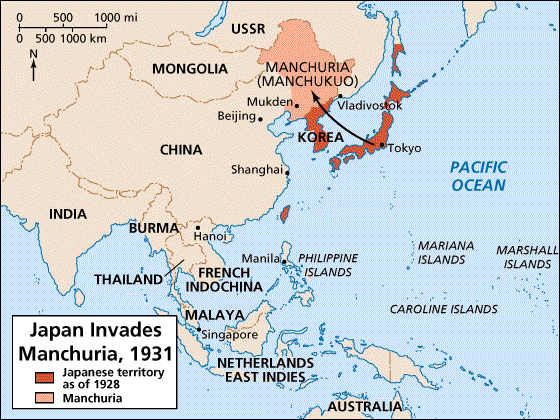 0 500 1000 mi
0 500 1000 km
N
USSR
MONGOLIA
MANCHURIA
(MANCHUKUO)
Mukden
Vladivostok
Beijing
KOREA
Tokyo
CHINA
Shanghai
PACIFIC
OCEAN
INDIA
BURMA
Hanoi
Manila
PHILIPPINE
ISLANDS
MARIANA
ISLANDS
MARSHALL
ISLANDS
THAILAND
FRENCH
INDOCHINA
CAROLINE ISLANDS
MALAYA
Singapore
NETHERLANDS
EAST INDIES
AUSTRALIA
Japan Invades
Manchuria, 1931
Japanese territory
as of 1928
Manchuria